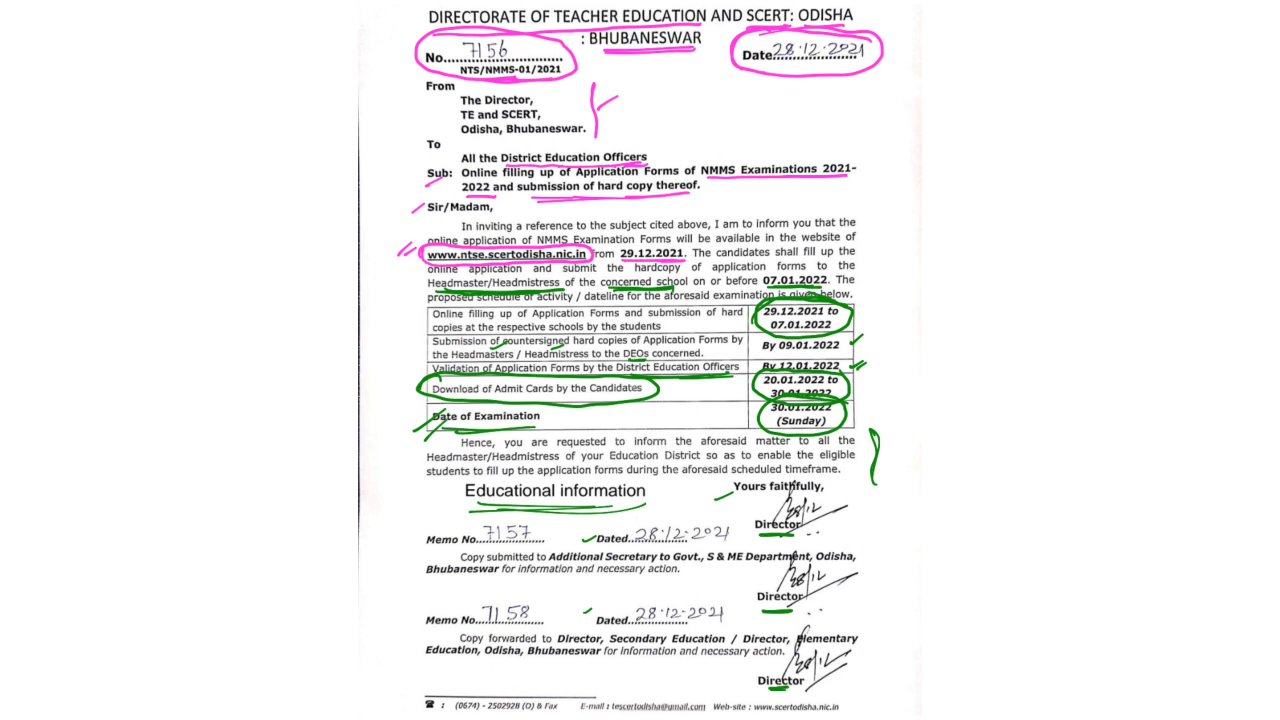 DIRECTORATE OF TEACHER EDUCATION AND SCERT: ODISHA
: BHUBANESWAR
No. 7156 Date 28.12.2021
NTS/NMMS-01/2021
From
The Director,
TE and SCERT,
Odisha, Bhubaneswar.
To
All the District Education Officers
Sub: Online filling up of Application Forms of NMMS Examinations 2021-
2022 and submission of hard copy thereof.
Sir/Madam,
In inviting a reference to the subject cited above, I am to inform you that the
online application of NMMS Examination Forms will be available in the website of
www.ntse.scertodisha.nic.in from 29.12.2021. The candidates shall fill up the
online application and submit the hardcopy of application forms to the
Headmaster/Headmistress of the concerned school on or before 07.01.2022. The
proposed schedule of activity / dateline for the aforesaid examination is given below.
Online filling up of Application Forms and submission of hard 29.12.2021 to
copies at the respective schools by the students 07.01.2022
Submission of countersigned hard copies of Application Forms by
the Headmasters / Headmistress to the DEOs concerned. By 09.01.2022
Validation of Application Forms by the District Education Officers By 12.01.2022
Download of Admit Cards by the Candidates 20.01.2022 to
30.01.2022
Date of Examination 30.01.2022
(Sunday)
Hence, you are requested to inform the aforesaid matter to all the
Headmaster/Headmistress of your Education District so as to enable the eligible
students to fill up the application forms during the aforesaid scheduled timeframe.
Educational information Yours faithfully,
Director
Memo No. 7157 Dated. 28.12.2021
Copy submitted to Additional Secretary to Govt., S & ME Department, Odisha,
Bhubaneswar for information and necessary action.
Director
Memo No. 7158 Dated. 28.12.2021
Copy forwarded to Director, Secondary Education / Director, Elementary
Education, Odisha, Bhubaneswar for information and necessary action.
Director
☎ : (0674) - 2502928 (O) & Fax E-mail : tescertodisha@gmail.com Web-site : www.scertodisha.nic.in